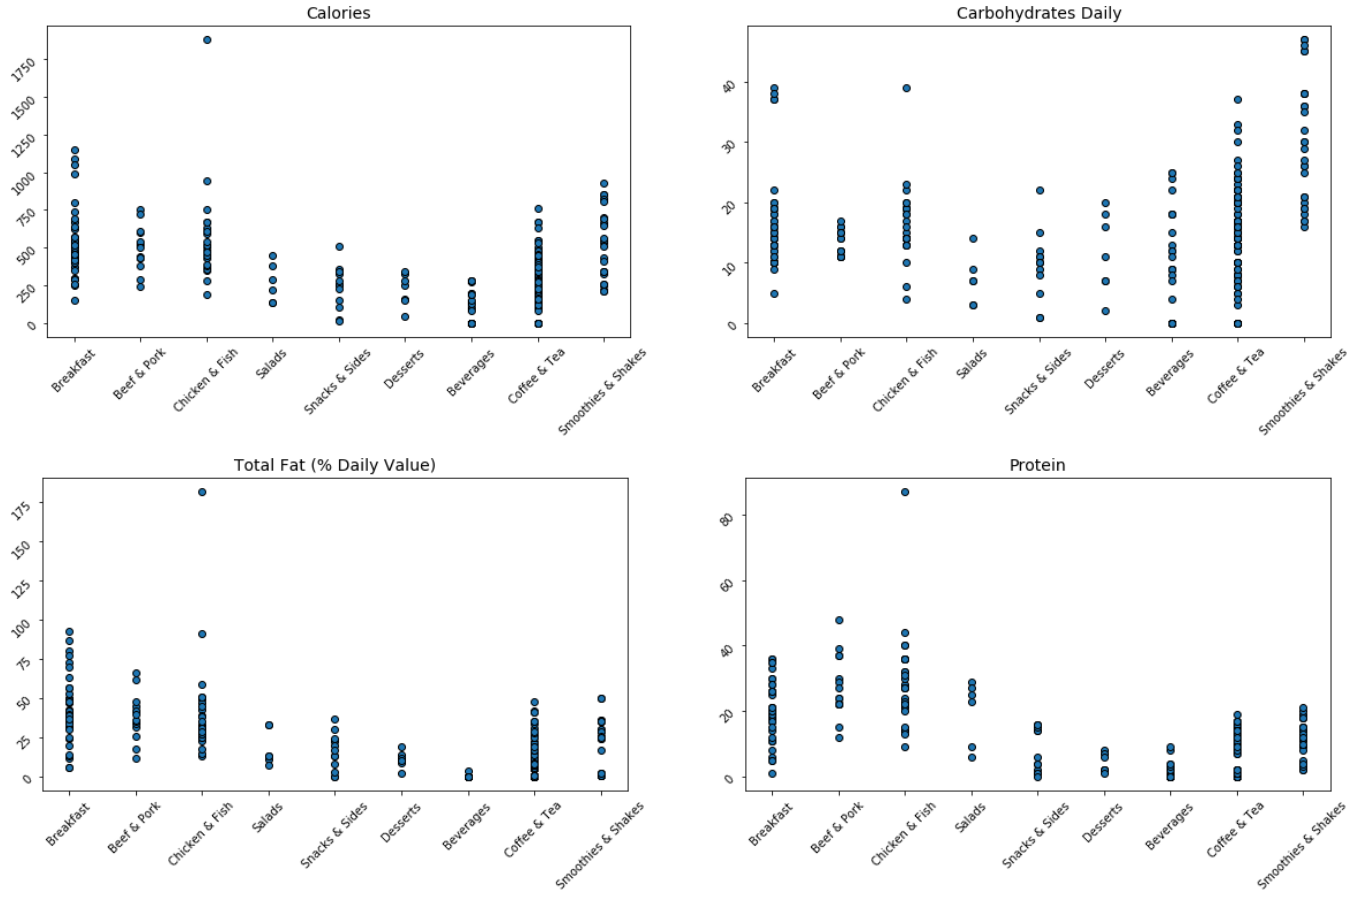 Calories
1750
1500
1250
1000
750
500
250
0
Breakfast
Beef & Pork
Chicken & Fish
Salads
Snacks & Sides
Desserts
Beverages
Coffee & Tea
Smoothies & Shakes
Carbohydrates Daily
40
30
20
10
0
Breakfast
Beef & Pork
Chicken & Fish
Salads
Snacks & Sides
Desserts
Beverages
Coffee & Tea
Smoothies & Shakes
Total Fat (% Daily Value)
175
150
125
100
75
50
25
0
Breakfast
Beef & Pork
Chicken & Fish
Salads
Snacks & Sides
Desserts
Beverages
Coffee & Tea
Smoothies & Shakes
Protein
80
60
40
20
0
Breakfast
Beef & Pork
Chicken & Fish
Salads
Snacks & Sides
Desserts
Beverages
Coffee & Tea
Smoothies & Shakes